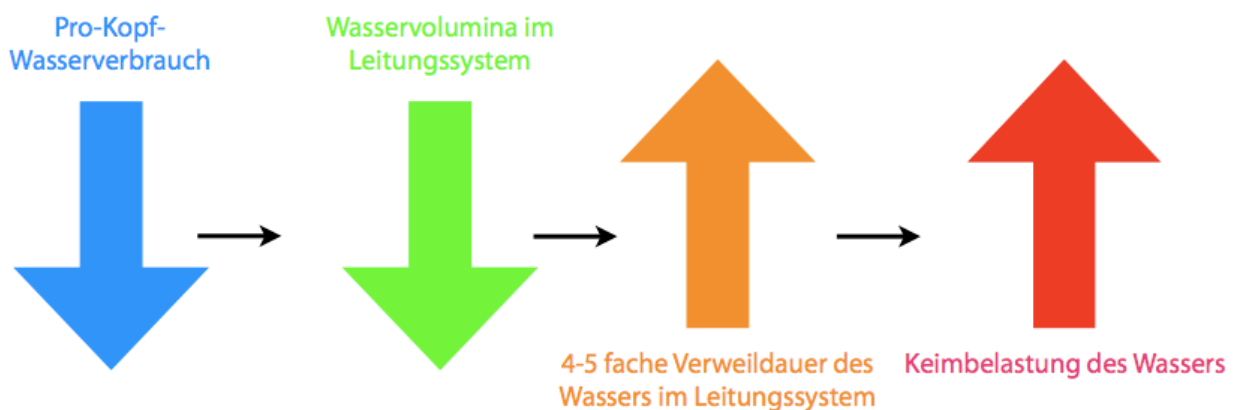 Pro-Kopf-
Wasserverbrauch
Wasservolumina im
Leitungssystem
4-5 fache Verweildauer des
Wassers im Leitungssystem
Keimbelastung des Wassers